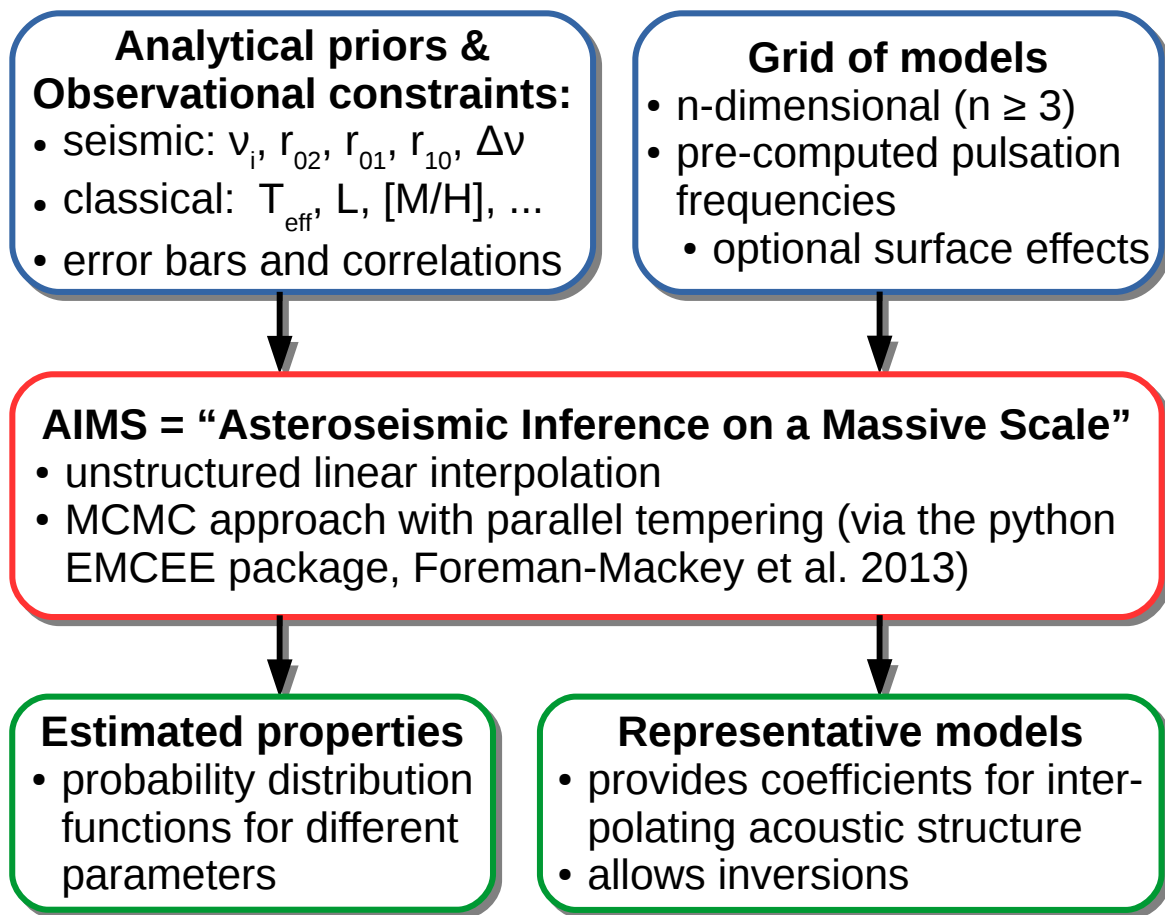 Analytical priors &
Observational constraints:
• seismic: νᵢ, r₀₂, r₀₁, r₁₀, Δν
• classical: T_eff, L, [M/H], ...
• error bars and correlations
Grid of models
• n-dimensional (n ≥ 3)
• pre-computed pulsation
frequencies
• optional surface effects
AIMS = “Asteroseismic Inference on a Massive Scale”
• unstructured linear interpolation
• MCMC approach with parallel tempering (via the python
EMCEE package, Foreman-Mackey et al. 2013)
Estimated properties
• probability distribution
functions for different
parameters
Representative models
• provides coefficients for inter-
polating acoustic structure
• allows inversions